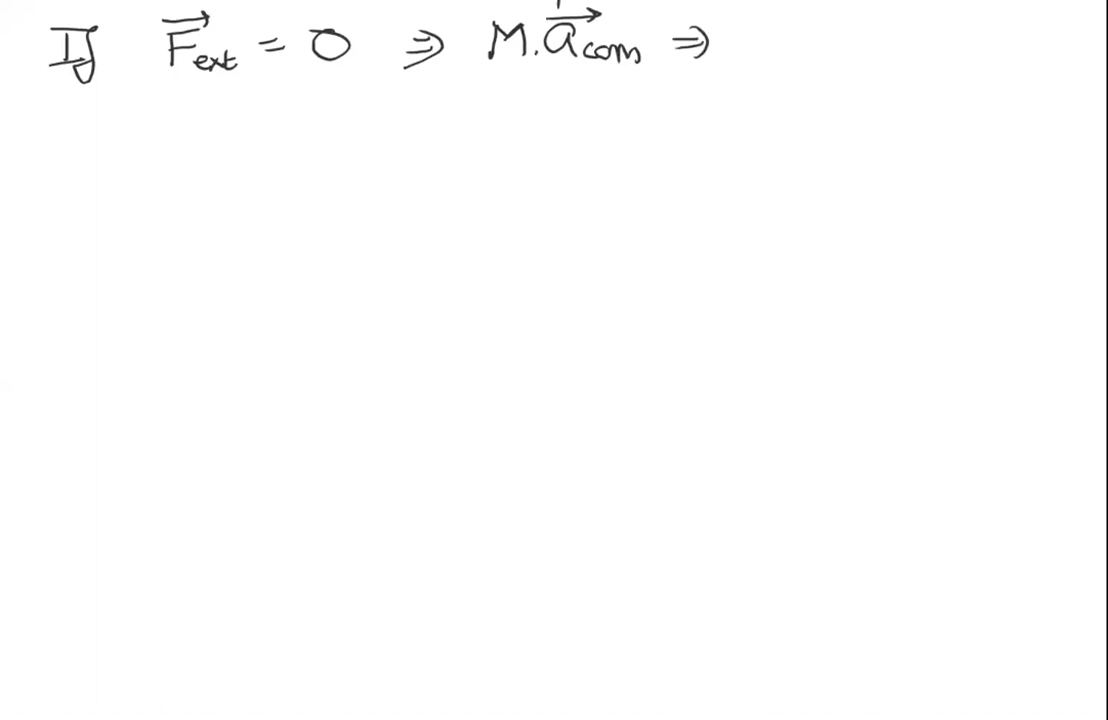 If F⃗ext = 0 ⇒ M.a⃗com ⇒